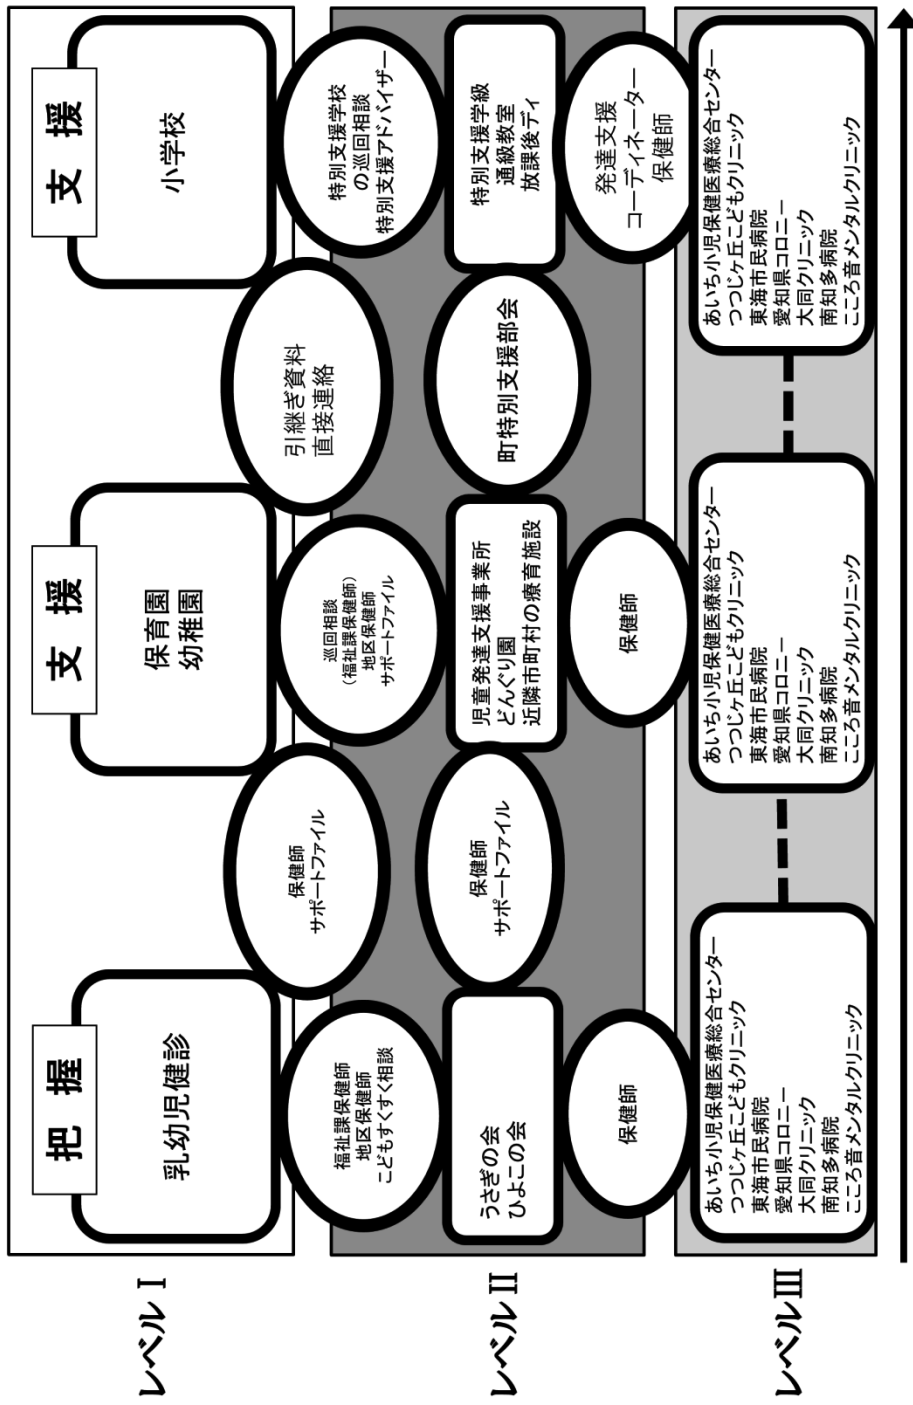 レベルⅠ
把握
乳幼児健診
保健師
サポートファイル
支援
保育園
幼稚園
引継ぎ資料
直接連絡
支援
小学校
福祉課保健師
地区保健師
こどもすくすく相談
巡回相談
(福祉課保健師)
地区保健師
サポートファイル
特別支援学校
の巡回相談
特別支援アドバイザー
レベルⅡ
うさぎの会
ひよこの会
保健師
サポートファイル
児童発達支援事業所
どんぐり園
近隣市町村の療育施設
町特別支援部会
特別支援学級
通級教室
放課後ディ
保健師
保健師
発達支援
コーディネーター
保健師
レベルⅢ
あいち小児保健医療総合センター
つつじヶ丘こどもクリニック
東海市民病院
愛知県コロニー
大同クリニック
南知多病院
こころ音メンタルクリニック
あいち小児保健医療総合センター
つつじヶ丘こどもクリニック
東海市民病院
愛知県コロニー
大同クリニック
南知多病院
こころ音メンタルクリニック
あいち小児保健医療総合センター
つつじヶ丘こどもクリニック
東海市民病院
愛知県コロニー
大同クリニック
南知多病院
こころ音メンタルクリニック